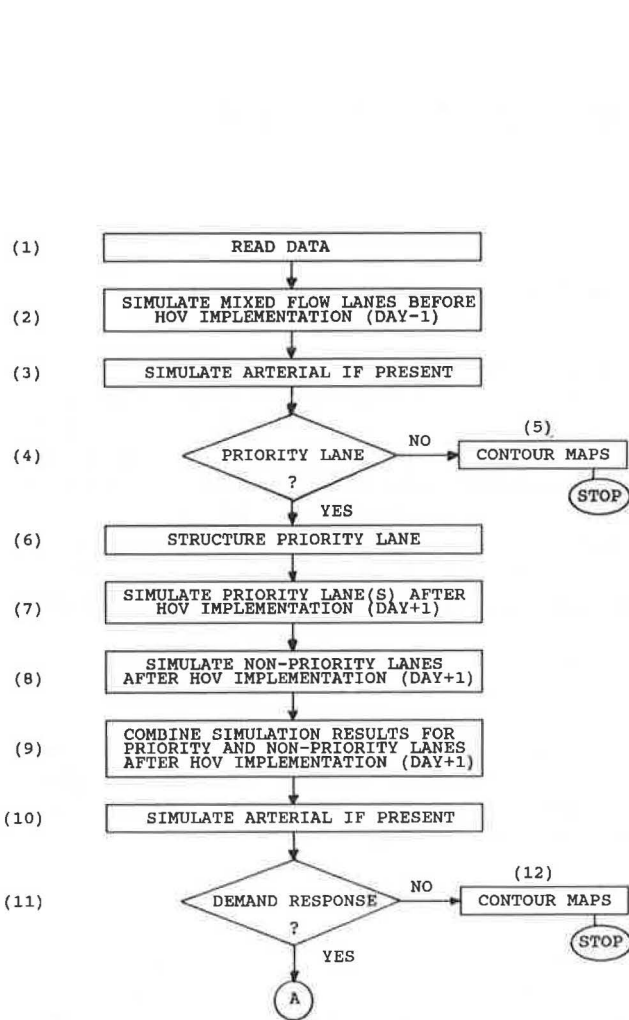 (1)
READ DATA
(2)
SIMULATE MIXED FLOW LANES BEFORE
HOV IMPLEMENTATION (DAY-1)
(3)
SIMULATE ARTERIAL IF PRESENT
(4)
PRIORITY LANE
?
NO
(5)
CONTOUR MAPS
STOP
YES
(6)
STRUCTURE PRIORITY LANE
(7)
SIMULATE PRIORITY LANE(S) AFTER
HOV IMPLEMENTATION (DAY+1)
(8)
SIMULATE NON-PRIORITY LANES
AFTER HOV IMPLEMENTATION (DAY+1)
(9)
COMBINE SIMULATION RESULTS FOR
PRIORITY AND NON-PRIORITY LANES
AFTER HOV IMPLEMENTATION (DAY+1)
(10)
SIMULATE ARTERIAL IF PRESENT
(11)
DEMAND RESPONSE
?
NO
(12)
CONTOUR MAPS
STOP
YES
A